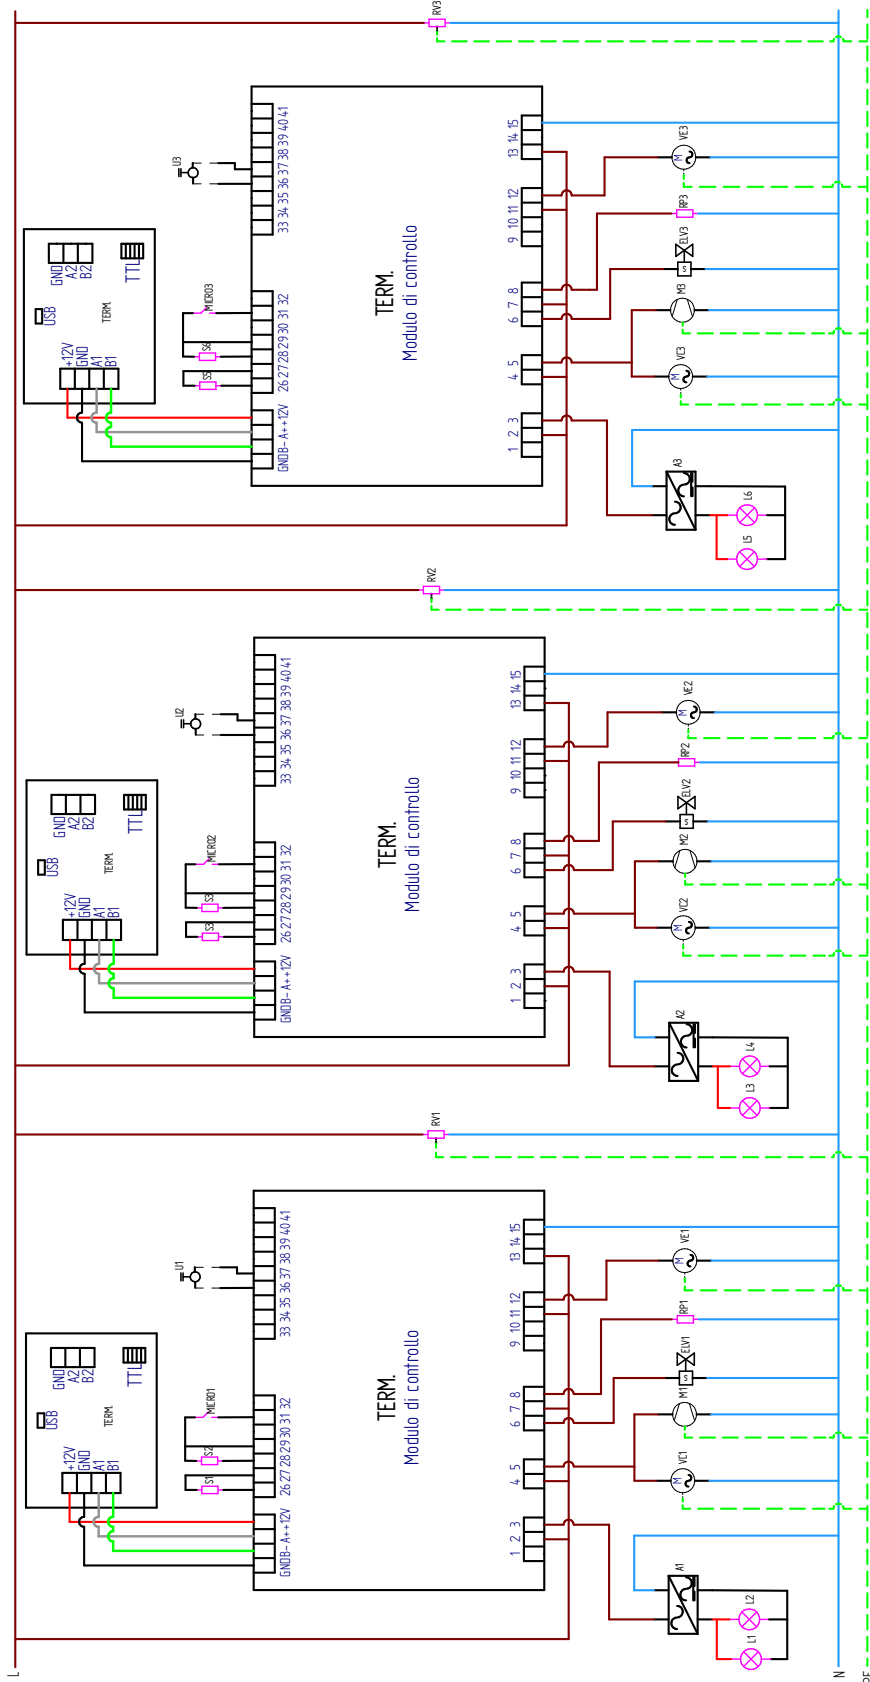 RV3
U3
33 34 35 36 37 38 39 40 41
13 14 15
VE3
9 10 11 12
RP3
TERM.
Modulo di controllo
GND
A2
B2
TTL
USB
TERM.
+12V
GND
A1
B1
MICRO3
S6
S5
26 27 28 29 30 31 32
6 7 8
ELV3
M3
4 5
VC3
GNDB-A++12V
1 2 3
A3
L6
L5
RV2
U2
33 34 35 36 37 38 39 40 41
13 14 15
VE2
9 10 11 12
RP2
TERM.
Modulo di controllo
GND
A2
B2
TTL
USB
TERM.
+12V
GND
A1
B1
MICRO2
S3
S3
26 27 28 29 30 31 32
6 7 8
ELV2
M2
4 5
VC2
GNDB-A++12V
1 2 3
A2
L4
L3
RV1
U1
33 34 35 36 37 38 39 40 41
13 14 15
VE1
9 10 11 12
RP1
TERM.
Modulo di controllo
GND
A2
B2
TTL
USB
TERM.
+12V
GND
A1
B1
MICRO1
S2
S1
26 27 28 29 30 31 32
6 7 8
ELV1
M1
4 5
VC1
GNDB-A++12V
1 2 3
A1
L2
L1
L
N
PE